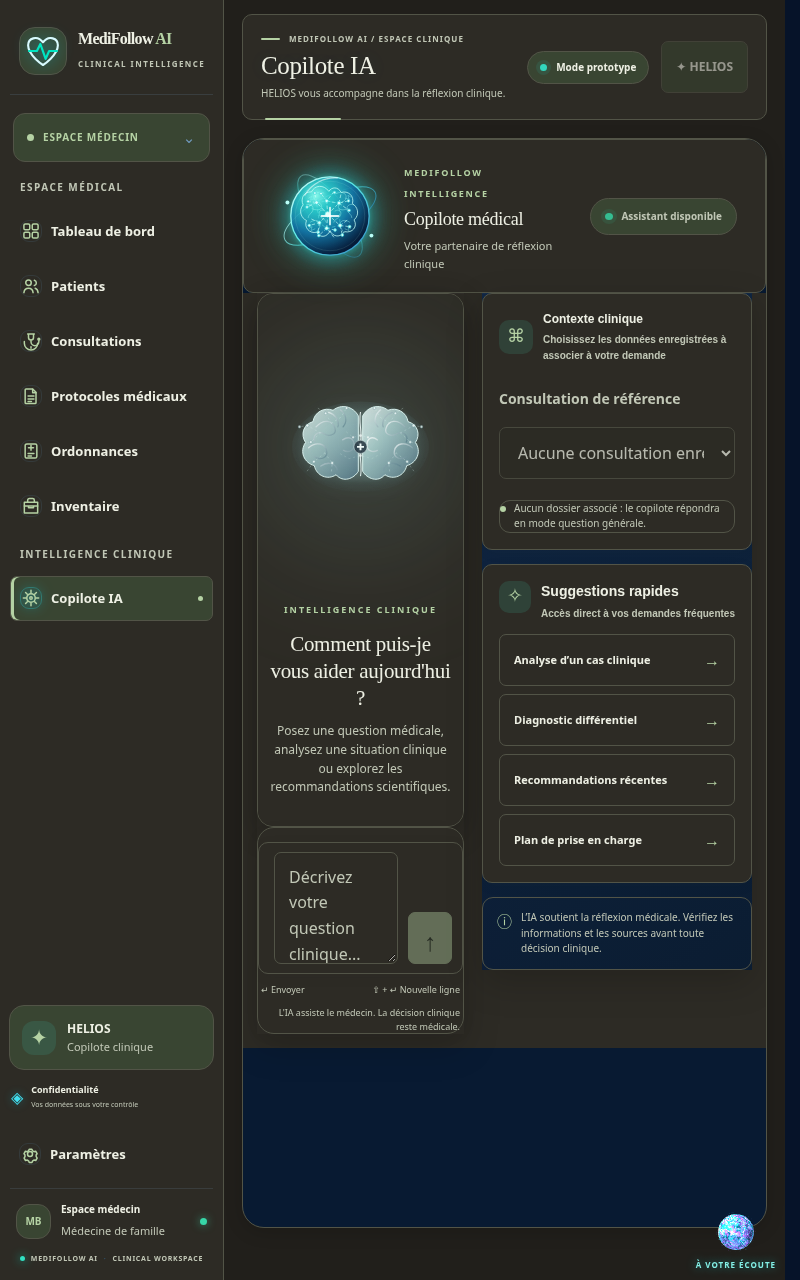 MediFollow AI
CLINICAL INTELLIGENCE
ESPACE MÉDECIN
ESPACE MÉDICAL
Tableau de bord
Patients
Consultations
Protocoles médicaux
Ordonnances
Inventaire
INTELLIGENCE CLINIQUE
Copilote IA
HELIOS
Copilote clinique
Confidentialité
Vos données sous votre contrôle
Paramètres
MB
Espace médecin
Médecine de famille
MEDIFOLLOW AI · CLINICAL WORKSPACE
MEDIFOLLOW AI / ESPACE CLINIQUE
Copilote IA
HELIOS vous accompagne dans la réflexion clinique.
Mode prototype
✦ HELIOS
MEDIFOLLOW
INTELLIGENCE
Copilote médical
Votre partenaire de réflexion
clinique
Assistant disponible
INTELLIGENCE CLINIQUE
Comment puis-je
vous aider aujourd'hui
?
Posez une question médicale,
analysez une situation clinique
ou explorez les
recommandations scientifiques.
Décrivez
votre
question
clinique...
↑
↵ Envoyer
⇧ + ↵ Nouvelle ligne
L'IA assiste le médecin. La décision clinique
reste médicale.
⌘
Contexte clinique
Choisissez les données enregistrées à
associer à votre demande
Consultation de référence
Aucune consultation enre
Aucun dossier associé : le copilote répondra
en mode question générale.
Suggestions rapides
Accès direct à vos demandes fréquentes
Analyse d’un cas clinique →
Diagnostic différentiel →
Recommandations récentes →
Plan de prise en charge →
ⓘ
L’IA soutient la réflexion médicale. Vérifiez les
informations et les sources avant toute
décision clinique.
À VOTRE ÉCOUTE